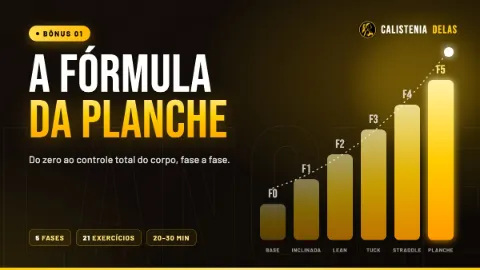 BÔNUS 01
CALISTENIA DELAS
A FÓRMULA
DA PLANCHE
Do zero ao controle total do corpo, fase a fase.
6 FASES
21 EXERCÍCIOS
20–30 MIN
F0
F1
F2
F3
F4
F5
BASE
INCLINADA
LEAN
TUCK
STRADDLE
PLANCHE